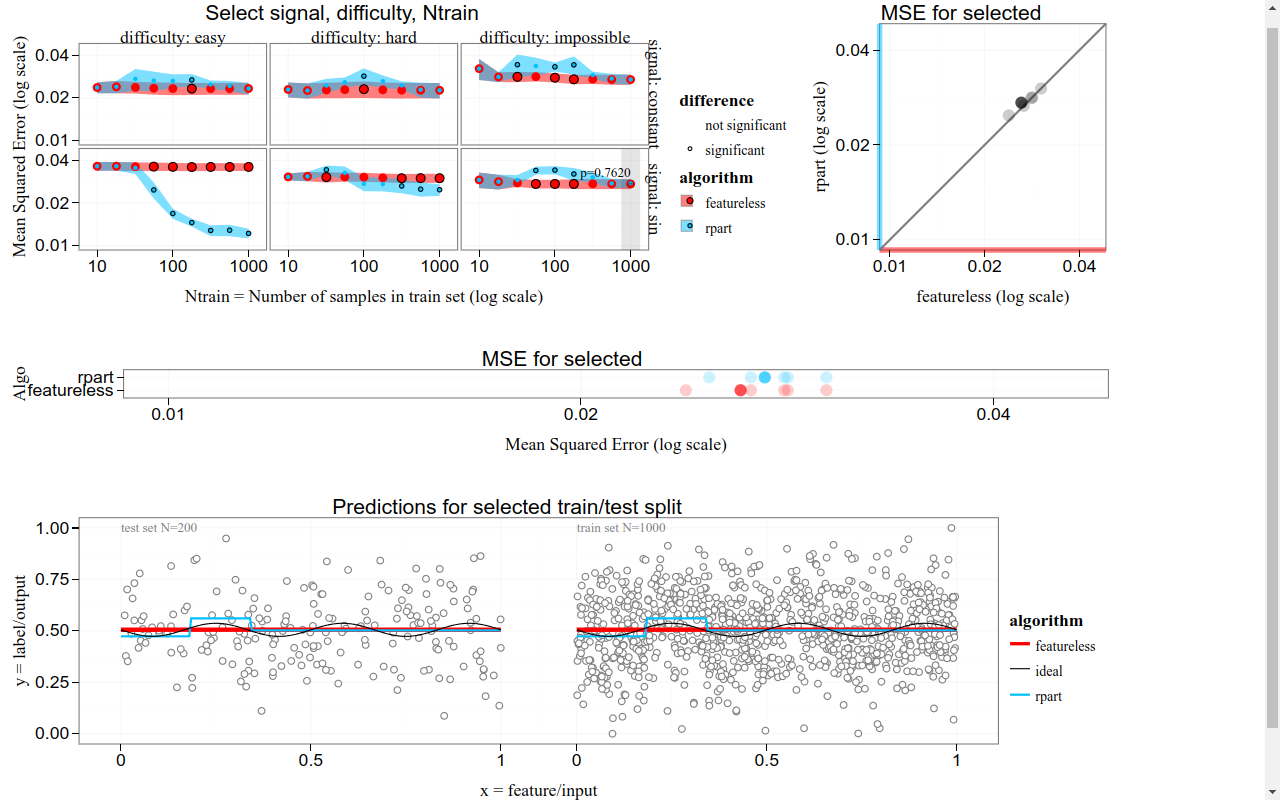 Select signal, difficulty, Ntrain
difficulty: easy
difficulty: hard
difficulty: impossible
Mean Squared Error (log scale)
0.04
0.02
0.01
0.04
0.02
0.01
signal: constant
signal: sin
p=0.7620
10 100 1000
10 100 1000
10 100 1000
Ntrain = Number of samples in train set (log scale)
difference
not significant
significant
algorithm
featureless
rpart
MSE for selected
rpart (log scale)
0.04
0.02
0.01
0.01 0.02 0.04
featureless (log scale)
MSE for selected
Algo
rpart
featureless
0.01 0.02 0.04
Mean Squared Error (log scale)
Predictions for selected train/test split
y = label/output
1.00
0.75
0.50
0.25
0.00
test set N=200
train set N=1000
0 0.5 1
0 0.5 1
x = feature/input
algorithm
featureless
ideal
rpart